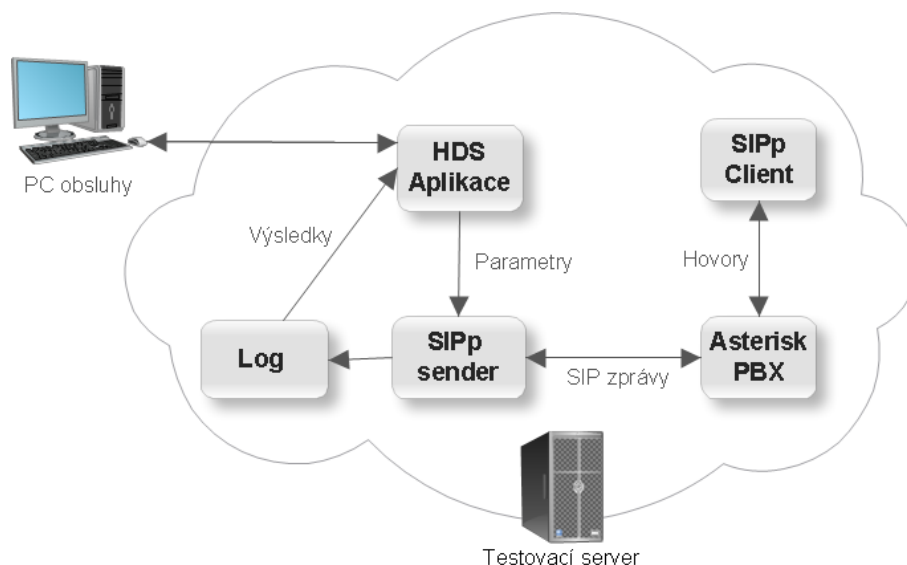 HDS
Aplikace
SIPp
Client
PC obsluhy
Výsledky
Parametry
Hovory
Log
SIPp
sender
SIP zprávy
Asterisk
PBX
Testovací server